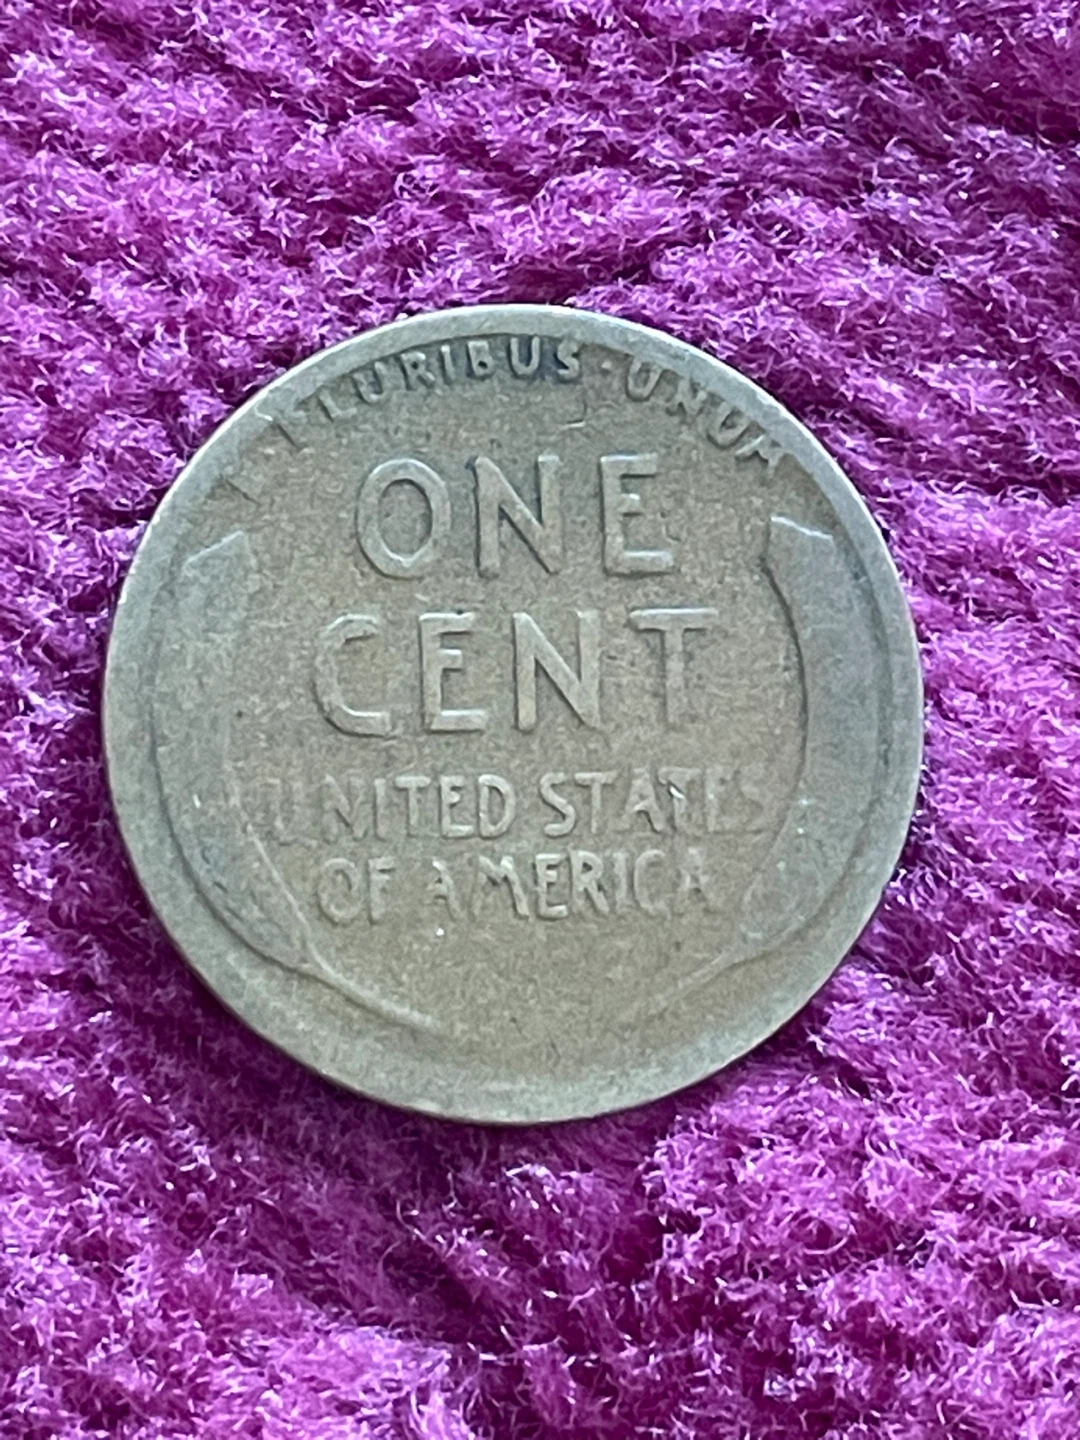 E PLURIBUS · UNUM
ONE
CENT
UNITED STATES
OF AMERICA